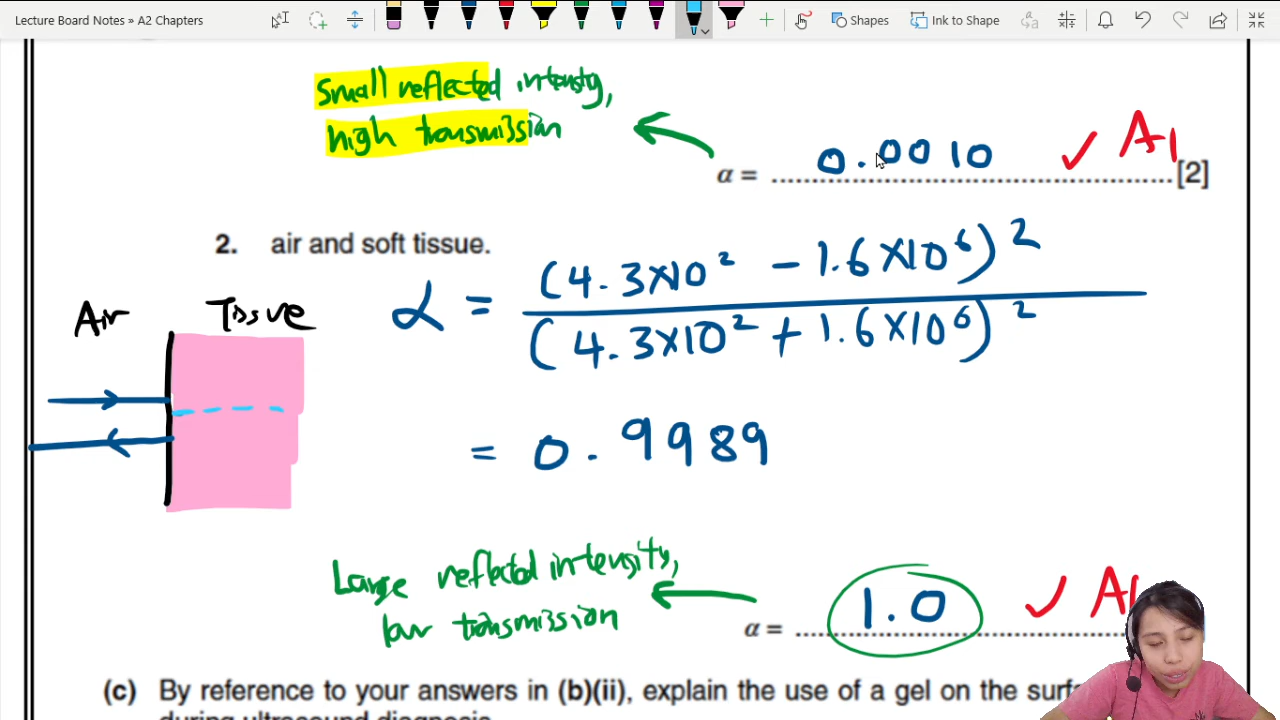 Lecture Board Notes » A2 Chapters
Shapes
Ink to Shape
Small reflected intensity,
high transmission
α = 0.0010 ✓ A1 [2]
2. air and soft tissue.
Air Tissue
α = (4.3×10² − 1.6×10⁶)²
(4.3×10² + 1.6×10⁶)²
= 0.9989
Large reflected intensity,
low transmission
α = 1.0 ✓ A1
(c) By reference to your answers in (b)(ii), explain the use of a gel on the surf
during ultrasound diagnosis